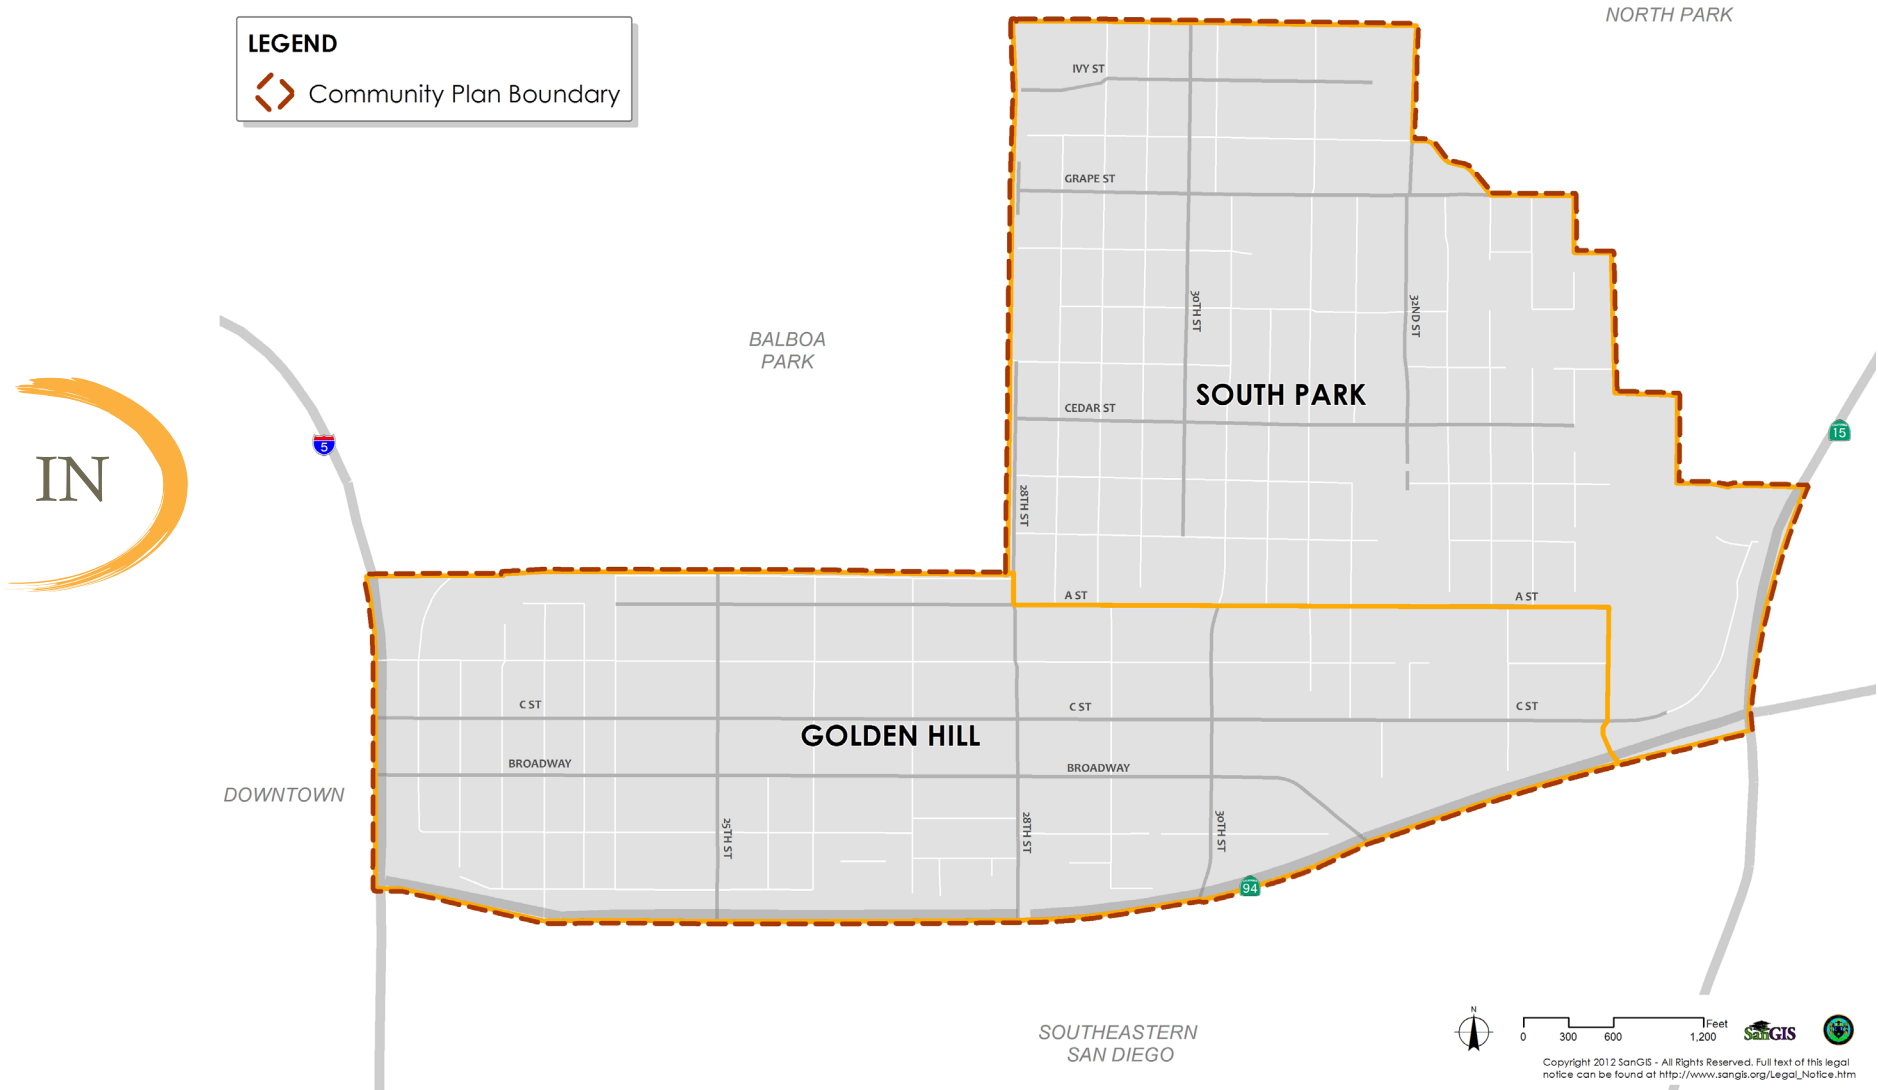 NORTH PARK
LEGEND
Community Plan Boundary
IVY ST
GRAPE ST
30TH ST
32ND ST
BALBOA
PARK
SOUTH PARK
CEDAR ST
5
15
IN
28TH ST
A ST
A ST
C ST
C ST
C ST
GOLDEN HILL
BROADWAY
BROADWAY
DOWNTOWN
25TH ST
28TH ST
30TH ST
94
SOUTHEASTERN
SAN DIEGO
N
Feet
0 300 600 1,200
SanGIS
Copyright 2012 SanGIS - All Rights Reserved. Full text of this legal
notice can be found at http://www.sangis.org/Legal_Notice.htm